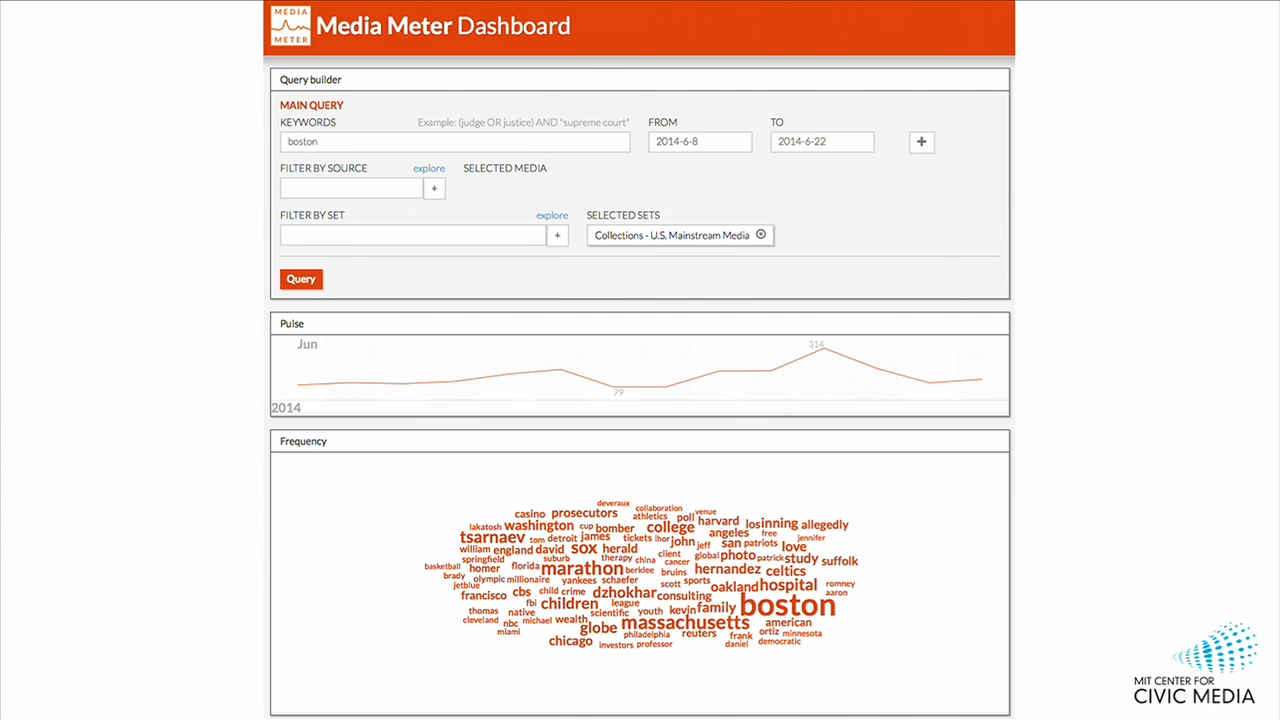 MEDIA
METER
Media Meter Dashboard
Query builder
MAIN QUERY
KEYWORDS Example: (judge OR justice) AND "supreme court" FROM TO
boston 2014-6-8 2014-6-22 +
FILTER BY SOURCE explore SELECTED MEDIA
+
FILTER BY SET explore SELECTED SETS
+ Collections - U.S. Mainstream Media
Query
Pulse
Jun
314
79
2014
Frequency
deveraux
casino prosecutors collaboration
athletics poll venue
lakatosh washington cup bomber college harvard losinning allegedly
tsarnaev tom detroit james tickets ihor john jeff angeles free jennifer
william england david sox herald client global san patriots love
springfield suburb therapy china cancer photo patrick study suffolk
basketball homer florida marathon berklee bruins hernandez celtics
brady olympic millionaire yankees schaefer scott sports oakland hospital romney
jetblue francisco cbs child crime dzhokhar consulting aaron
thomas native fbi children league youth kevin family boston
cleveland nbc michael wealth scientific massachusetts american
miami globe philadelphia reuters frank ortiz minnesota
chicago investors professor daniel democratic
MIT CENTER FOR
CIVIC MEDIA